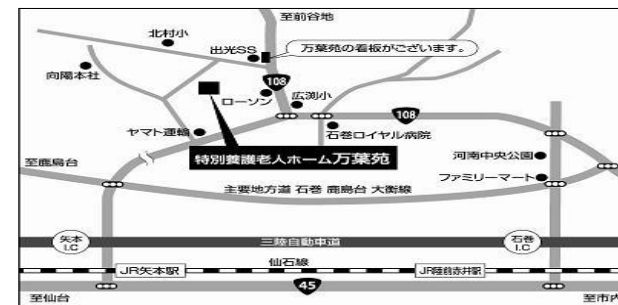 至前谷地
北村小
出光SS
万葉苑の看板がございます。
向陽本社
108
ローソン
広渕小
108
ヤマト運輸
石巻ロイヤル病院
特別養護老人ホーム万葉苑
河南中央公園
至鹿島台
ファミリーマート
主要地方道 石巻 鹿島台 大衡線
矢本
I.C
三陸自動車道
石巻
I.C
仙石線
JR矢本駅
JR陸前赤井駅
45
至仙台
至市内